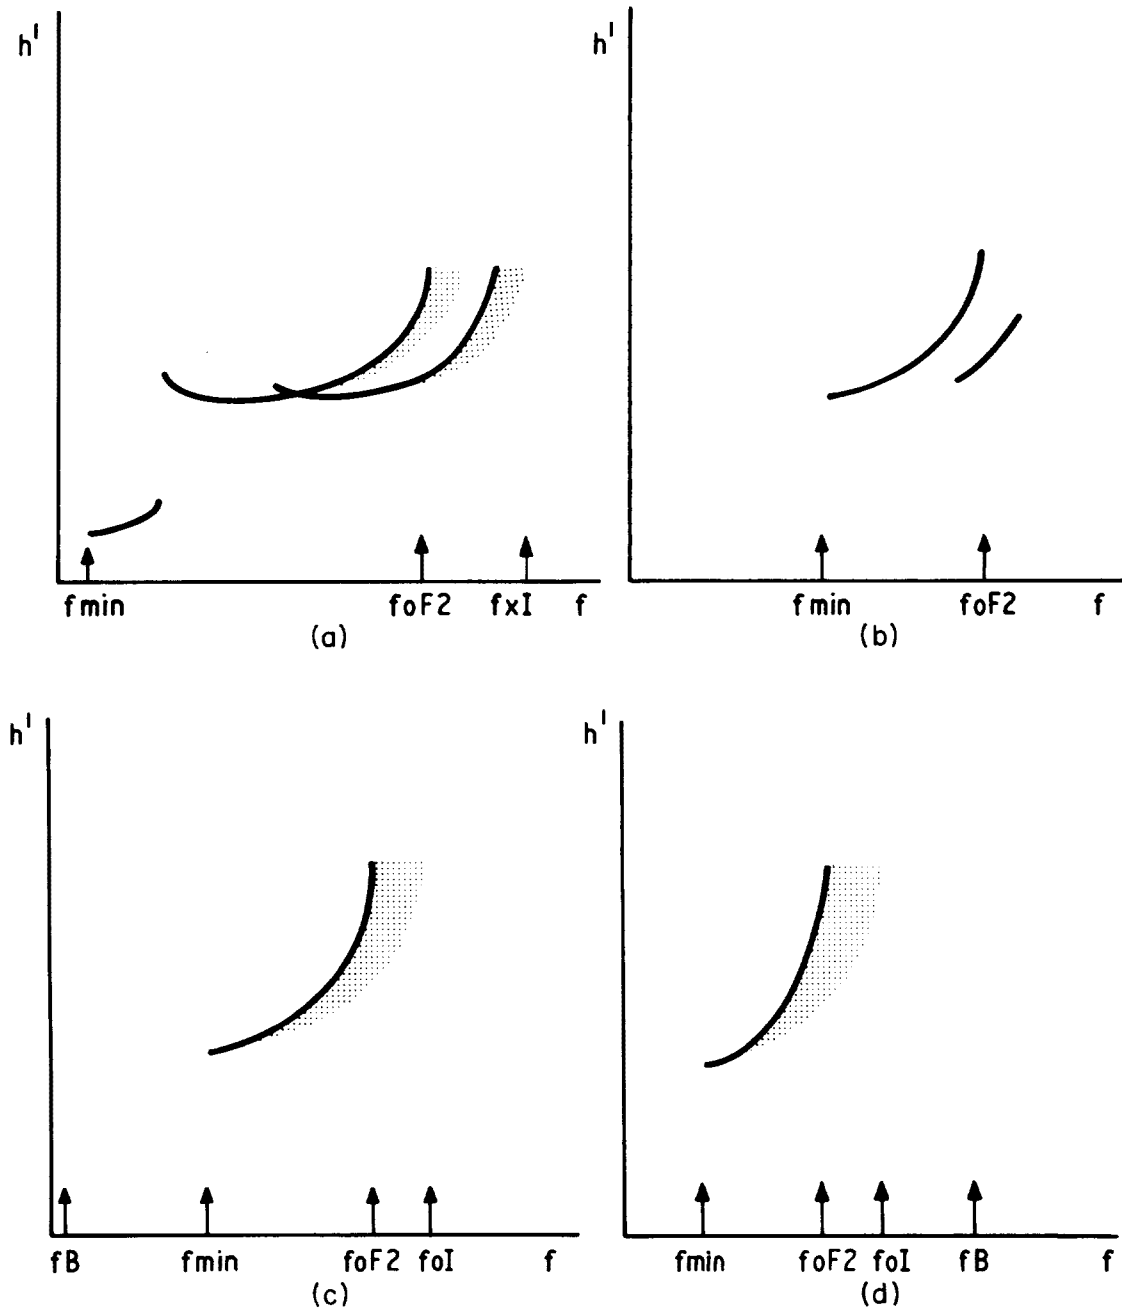 h'
fmin foF2 fxI f
(a)
h'
fmin foF2 f
(b)
h'
fB fmin foF2 foI f
(c)
h'
fmin foF2 foI fB f
(d)